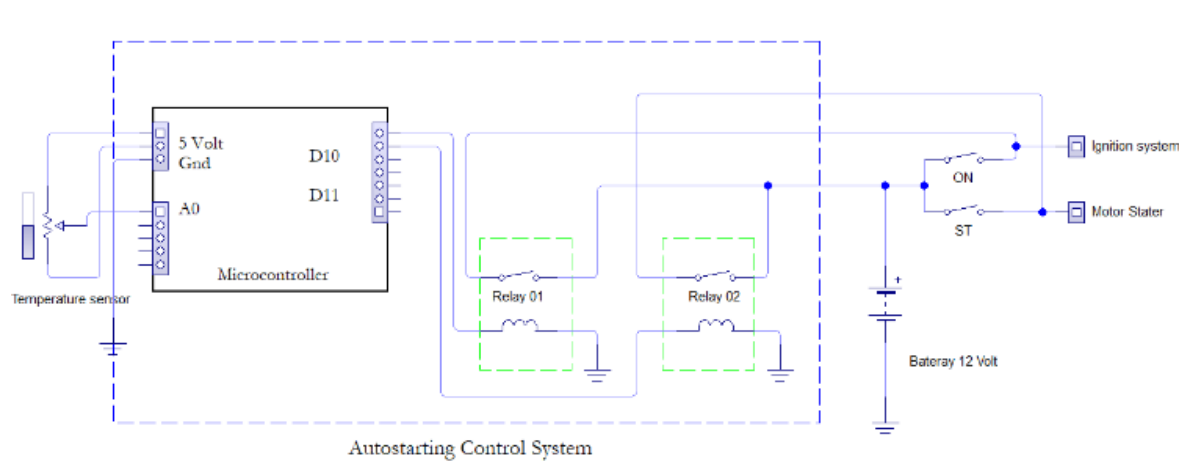 5 Volt
Gnd
D10
D11
A0
Microcontroller
Temperature sensor
Relay 01
Relay 02
ON
ST
Ignition system
Motor Stater
+
Bateray 12 Volt
Autostarting Control System